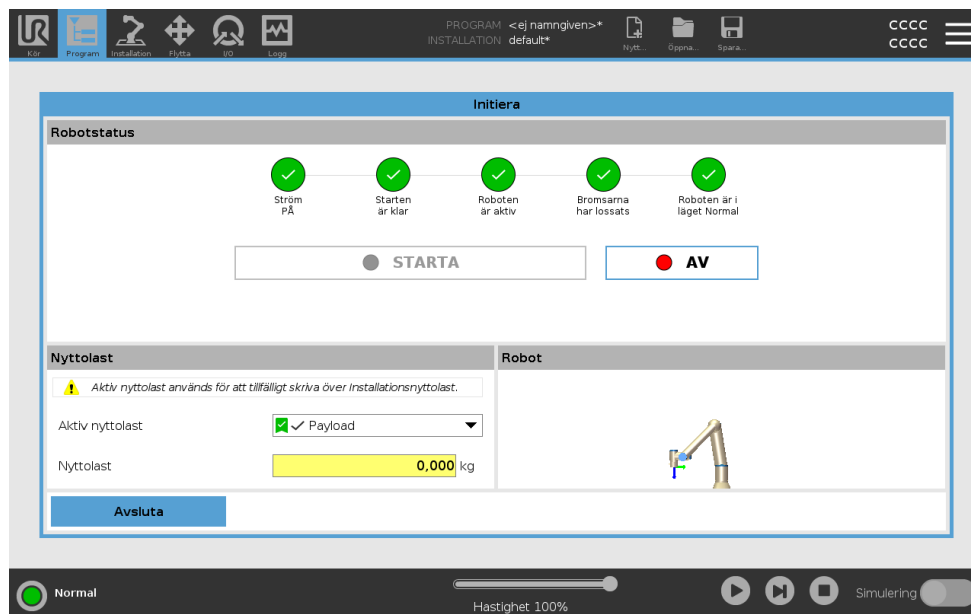 UR
Kör
Program
Installation
Flytta
I/O
Logg
PROGRAM <ej namngiven>*
INSTALLATION default*
Nytt...
Öppna...
Spara...
CCCC
CCCC
Initiera
Robotstatus
Ström
PÅ
Starten
är klar
Roboten
är aktiv
Bromsarna
har lossats
Roboten är i
läget Normal
STARTA
AV
Nyttolast
Robot
Aktiv nyttolast används för att tillfälligt skriva över Installationsnyttolast.
Aktiv nyttolast
Payload
Nyttolast
0,000 kg
Avsluta
Normal
Hastighet 100%
Simulering